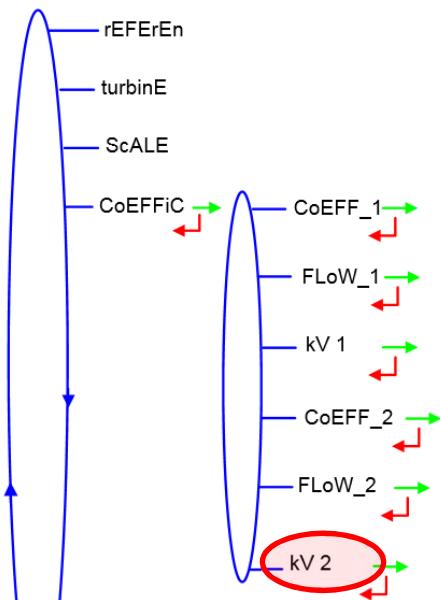 rEFErEn
turbinE
ScALE
CoEFFiC
CoEFF_1
FLoW_1
kV 1
CoEFF_2
FLoW_2
kV 2